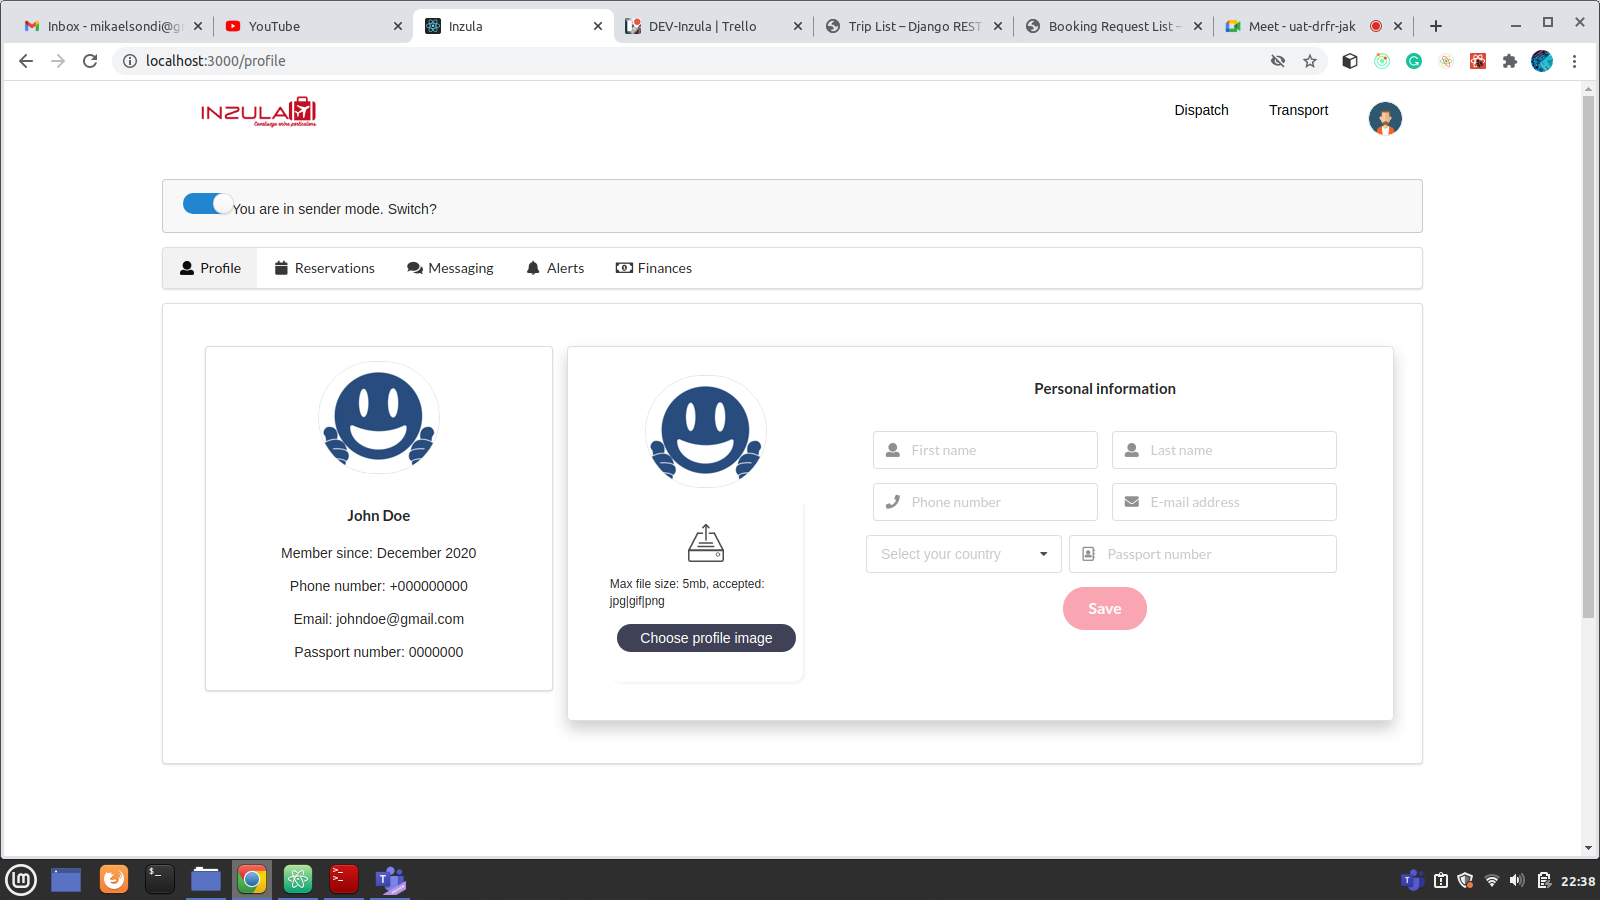 Inbox - mikaelsondi@g
YouTube
Inzula
DEV-Inzula | Trello
Trip List – Django REST
Booking Request List –
Meet - uat-drfr-jak
localhost:3000/profile
INZULA
Conciierge entre particuliers
Dispatch
Transport
You are in sender mode. Switch?
Profile
Reservations
Messaging
Alerts
Finances
John Doe
Member since: December 2020
Phone number: +000000000
Email: johndoe@gmail.com
Passport number: 0000000
Max file size: 5mb, accepted:
jpg|gif|png
Choose profile image
Personal information
First name
Last name
Phone number
E-mail address
Select your country
Passport number
Save
22:38